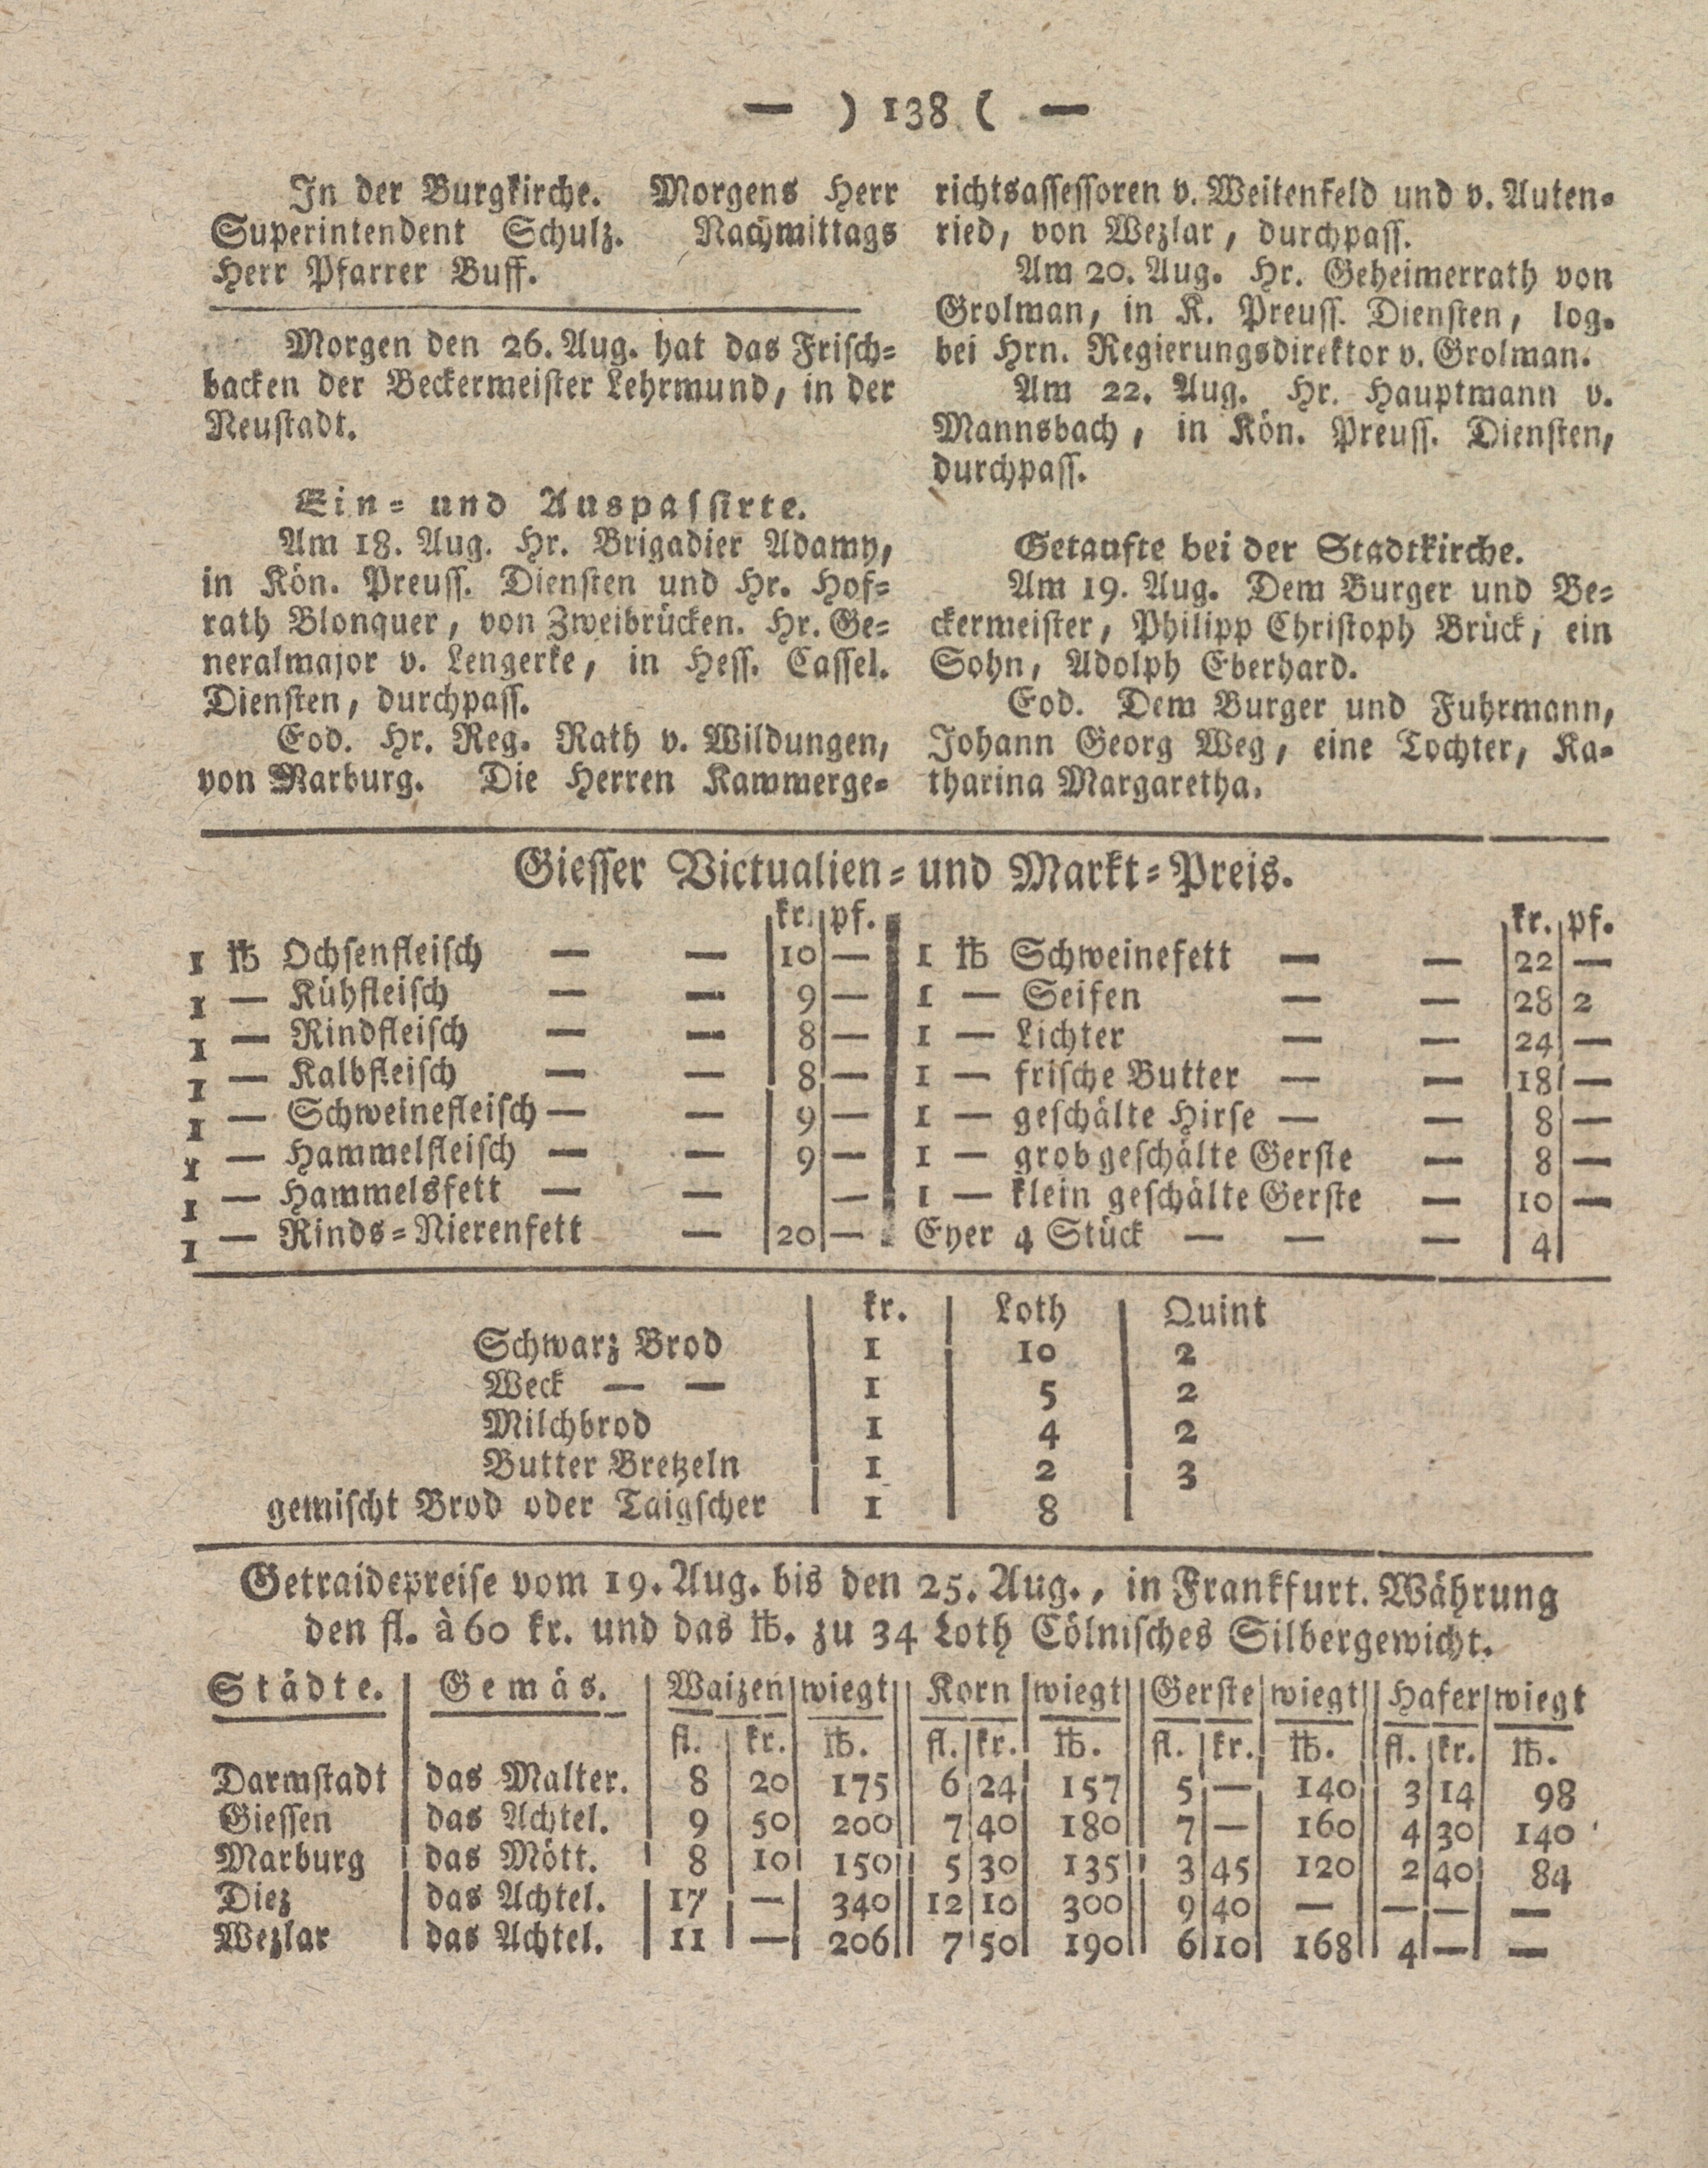 — ) 138 ( —
In der Burgkirche. Morgens Herr
Superintendent Schulz. Nachmittags
Herr Pfarrer Buff.
Morgen den 26. Aug. hat das Frisch-
backen der Beckermeister Lehrmund, in der
Neustadt.
Ein- und Auspassirte.
Am 18. Aug. Hr. Brigadier Adamy,
in Kön. Preuss. Diensten und Hr. Hof-
rath Blonquer, von Zweibrücken. Hr. Ge-
neralmajor v. Lengerke, in Hess. Cassel.
Diensten, durchpass.
Eod. Hr. Reg. Rath v. Wildungen,
von Marburg. Die Herren Kammerge-
richtsassessoren v. Weitenfeld und v. Auten-
ried, von Wezlar, durchpass.
Am 20. Aug. Hr. Geheimerrath von
Grolman, in K. Preuss. Diensten, log.
bei Hrn. Regierungsdirektor v. Grolman.
Am 22. Aug. Hr. Hauptmann v.
Mannsbach, in Kön. Preuss. Diensten,
durchpass.
Getaufte bei der Stadtkirche.
Am 19. Aug. Dem Burger und Be-
ckermeister, Philipp Christoph Brück, ein
Sohn, Adolph Eberhard.
Eod. Dem Burger und Fuhrmann,
Johann Georg Weg, eine Tochter, Ka-
tharina Margaretha.
Giesser Victualien- und Markt-Preis.
kr. pf.
1 ℔ Ochsenfleisch — — 10 —
1 — Kühfleisch — — 9 —
1 — Rindfleisch — — 8 —
1 — Kalbfleisch — — 8 —
1 — Schweinefleisch — — 9 —
1 — Hammelfleisch — — 9 —
1 — Hammelsfett — — —
1 — Rinds-Nierenfett — 20 —
kr. pf.
1 ℔ Schweinefett — — 22 —
1 — Seifen — — 28 2
1 — Lichter — — 24 —
1 — frische Butter — — 18 —
1 — geschälte Hirse — — 8 —
1 — grob geschälte Gerste — 8 —
1 — klein geschälte Gerste — 10 —
Eyer 4 Stück — — — 4
kr. Loth Quint
Schwarz Brod 1 10 2
Weck — — 1 5 2
Milchbrod 1 4 2
Butter Bretzeln 1 2 3
gemischt Brod oder Taigscher 1 8
Getraidepreise vom 19. Aug. bis den 25. Aug., in Frankfurt. Währung
den fl. à 60 kr. und das ℔. zu 34 Loth Cölnisches Silbergewicht.
Städte. Gemäs. Waizen wiegt Korn wiegt Gerste wiegt Hafer wiegt
fl. kr. ℔. fl. kr. ℔. fl. kr. ℔. fl. kr. ℔.
Darmstadt das Malter. 8 20 175 6 24 157 5 — 140 3 14 98
Giessen das Achtel. 9 50 200 7 40 180 7 — 160 4 30 140
Marburg das Mött. 8 10 150 5 30 135 3 45 120 2 40 84
Diez das Achtel. 17 — 340 12 10 300 9 40 — — — —
Wezlar das Achtel. 11 — 206 7 50 190 6 10 168 4 — —